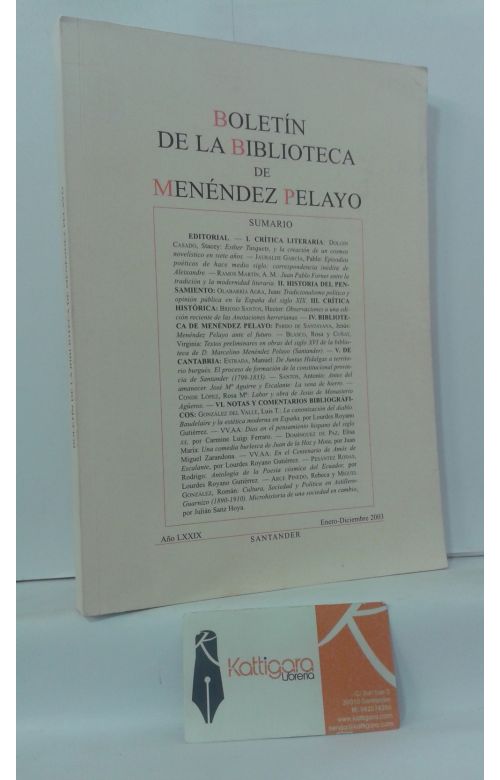 BOLETÍN
DE LA BIBLIOTECA
DE
MENÉNDEZ PELAYO
SUMARIO
EDITORIAL — I. CRÍTICA LITERARIA: DOLGIN
CASADO, Stacey: Esther Tusquets, y la creación de un cosmos
novelístico en siete años. — JAURALDE GARCÍA, Pablo: Episodios
poéticos de hace medio siglo: correspondencia inédita de
Aleixandre. — RAMOS MARTÍN, A. M.: Juan Pablo Forner ante la
tradición y la modernidad literaria. II. HISTORIA DEL PEN-
SAMIENTO: OLABARRÍA AGRA, Juan: Tradicionalismo político y
opinión pública en la España del siglo XIX. III. CRÍTICA
HISTÓRICA: BRIOSO SANTOS, Hector: Observaciones a una edi-
ción reciente de las Anotaciones herrerianas. — IV. BIBLIOTE-
CA DE MENÉNDEZ PELAYO: PARDO DE SANTAYANA, Jesús:
Menéndez Pelayo ante el futuro. — BLASCO, Rosa y CUÑAT,
Virginia: Textos preliminares en obras del siglo XVI de la biblio-
teca de D. Marcelino Menéndez Pelayo (Santander). — V. DE
CANTABRIA: ESTRADA, Manuel: De Juntas Hidalgas a territo-
rio burgués. El proceso de formación de la constitucional provin-
cia de Santander (1799-1833). — SANTOS, Antonio: Antes del
amanecer. José Mª Aguirre y Escalante. La vena de hierro. —
CONDE LÓPEZ, Rosa Mª: Labor y obra de Jesús de Monasterio
Agüeros. — VI. NOTAS Y COMENTARIOS BIBLIOGRÁFI-
COS: GONZÁLEZ DEL VALLE, Luis T.: La canonización del diablo.
Baudelaire y la estética moderna en España, por Lourdes Royano
Gutiérrez. — VV.AA. Dios en el pensamiento hispano del siglo
XX, por Carmine Luigi Ferraro. — DOMÍNGUEZ DE PAZ, Elisa
María: Una comedia burlesca de Juan de la Hoz y Mota, por Juan
Miguel Zarandona. — VV.AA. En el Centenario de Amós de
Escalante, por Lourdes Royano Gutiérrez. — PESANTEZ RODAS,
Rodrigo: Antología de la Poesía cósmica del Ecuador, por
Lourdes Royano Gutiérrez. — ARCE PINEDO, Rebeca y MIGUEL
GONZÁLEZ, Román: Cultura, Sociedad y Política en Astillero-
Guarnizo (1890-1910). Microhistoria de una sociedad en cambio,
por Julián Sanz Hoya.
Año LXXIX SANTANDER Enero-Diciembre 2003
Kattigara
Librería
39010 Santander
www.kattigara.com